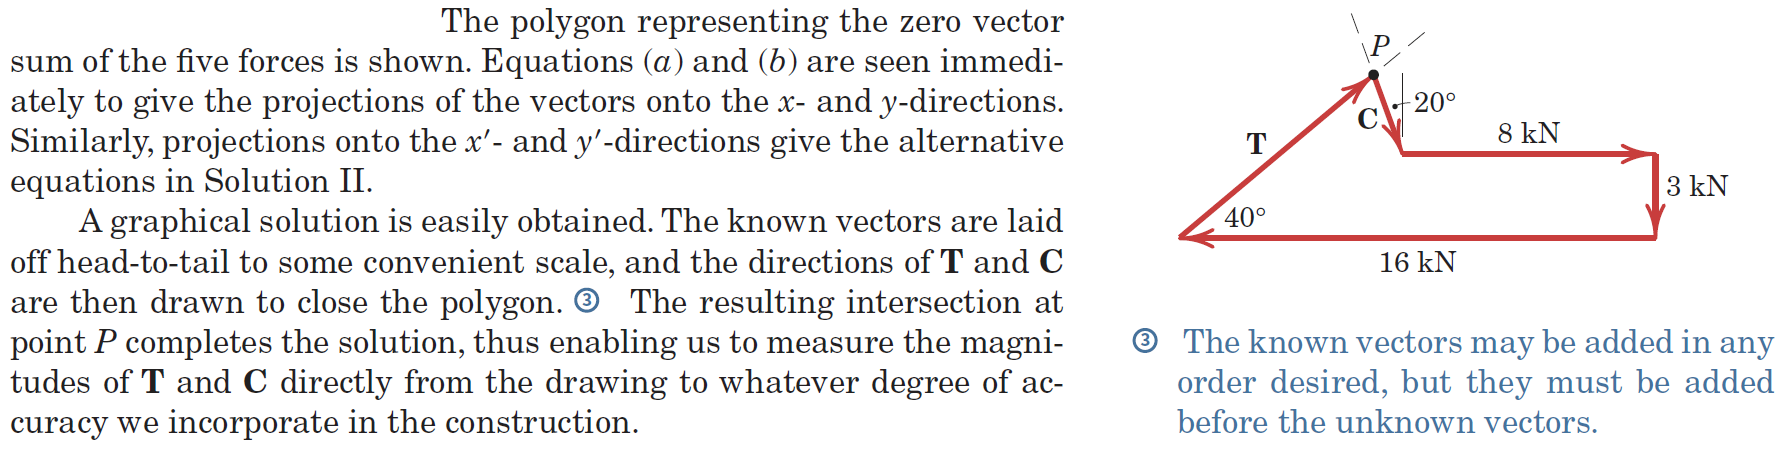 The polygon representing the zero vector
sum of the five forces is shown. Equations (a) and (b) are seen immedi-
ately to give the projections of the vectors onto the x- and y-directions.
Similarly, projections onto the x′- and y′-directions give the alternative
equations in Solution II.
A graphical solution is easily obtained. The known vectors are laid
off head-to-tail to some convenient scale, and the directions of T and C
are then drawn to close the polygon. ③ The resulting intersection at
point P completes the solution, thus enabling us to measure the magni-
tudes of T and C directly from the drawing to whatever degree of ac-
curacy we incorporate in the construction.
P
20°
C
T
8 kN
3 kN
40°
16 kN
③ The known vectors may be added in any
order desired, but they must be added
before the unknown vectors.